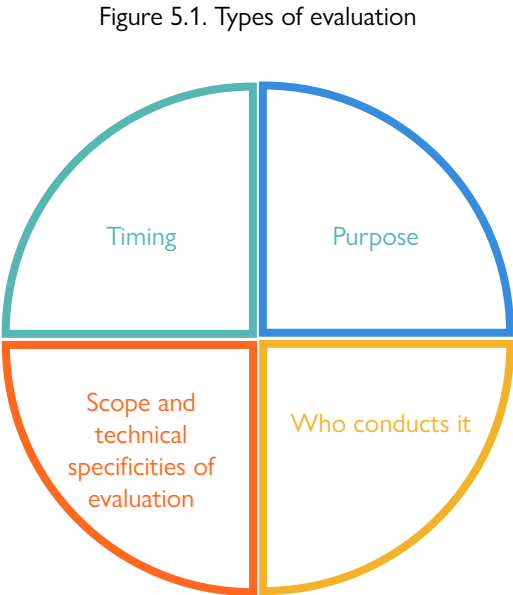 Figure 5.1. Types of evaluation
Timing
Purpose
Scope and
technical
specificities of
evaluation
Who conducts it